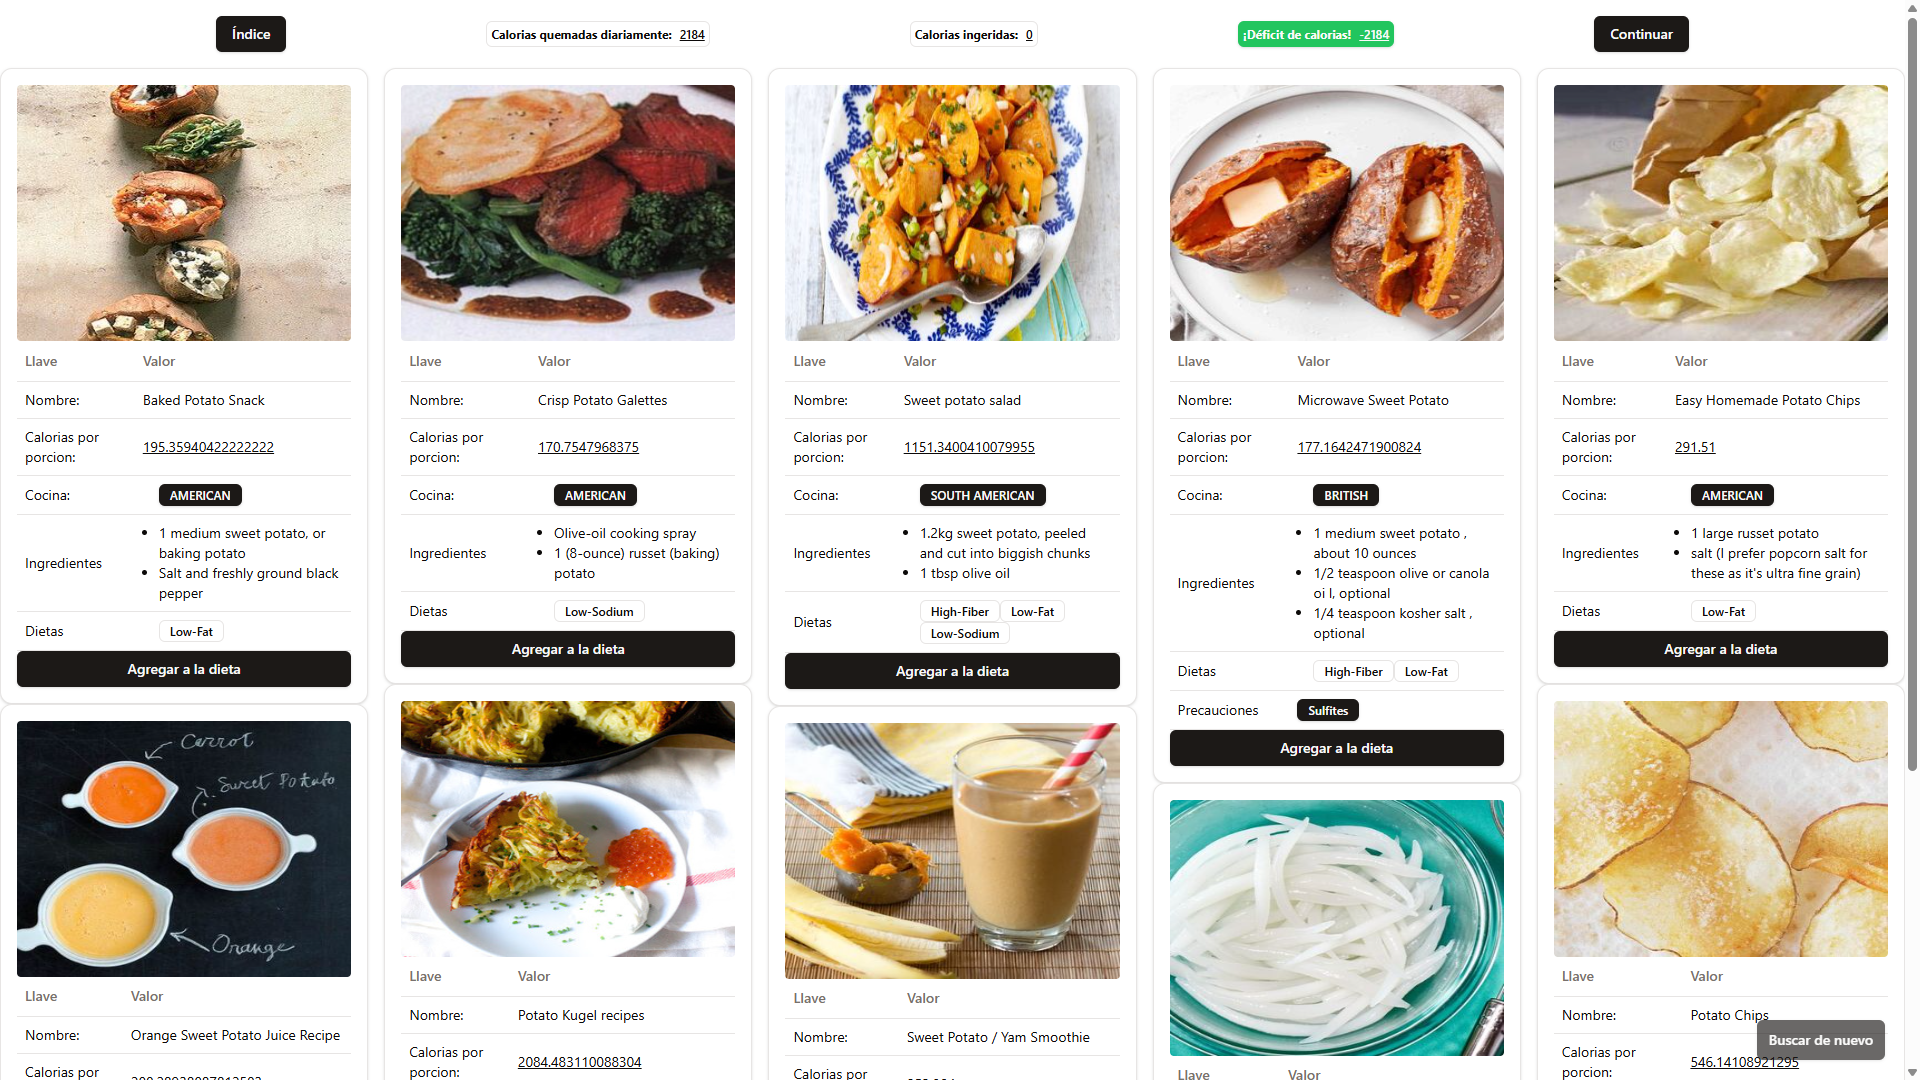 Índice
Calorias quemadas diariamente: 2184
Calorias ingeridas: 0
¡Déficit de calorias! -2184
Continuar
Llave Valor
Nombre: Baked Potato Snack
Calorias por porcion: 195.35940422222222
Cocina: AMERICAN
Ingredientes
1 medium sweet potato, or
baking potato
Salt and freshly ground black
pepper
Dietas Low-Fat
Agregar a la dieta
Llave Valor
Nombre: Crisp Potato Galettes
Calorias por porcion: 170.7547968375
Cocina: AMERICAN
Ingredientes
Olive-oil cooking spray
1 (8-ounce) russet (baking)
potato
Dietas Low-Sodium
Agregar a la dieta
Llave Valor
Nombre: Sweet potato salad
Calorias por porcion: 1151.3400410079955
Cocina: SOUTH AMERICAN
Ingredientes
1.2kg sweet potato, peeled
and cut into biggish chunks
1 tbsp olive oil
Dietas High-Fiber Low-Fat
Low-Sodium
Agregar a la dieta
Llave Valor
Nombre: Microwave Sweet Potato
Calorias por porcion: 177.1642471900824
Cocina: BRITISH
Ingredientes
1 medium sweet potato ,
about 10 ounces
1/2 teaspoon olive or canola
oi l, optional
1/4 teaspoon kosher salt ,
optional
Dietas High-Fiber Low-Fat
Precauciones Sulfites
Agregar a la dieta
Llave Valor
Nombre: Easy Homemade Potato Chips
Calorias por porcion: 291.51
Cocina: AMERICAN
Ingredientes
1 large russet potato
salt (I prefer popcorn salt for
these as it's ultra fine grain)
Dietas Low-Fat
Agregar a la dieta
Carrot
Sweet Potato
Orange
Llave Valor
Nombre: Orange Sweet Potato Juice Recipe
Calorias por
Llave Valor
Nombre: Potato Kugel recipes
Calorias por porcion: 2084.483110088304
Llave Valor
Nombre: Sweet Potato / Yam Smoothie
Calorias por
Llave Valor
Llave Valor
Nombre: Potato Chips
Calorias por porcion: 546.14108921295
Buscar de nuevo